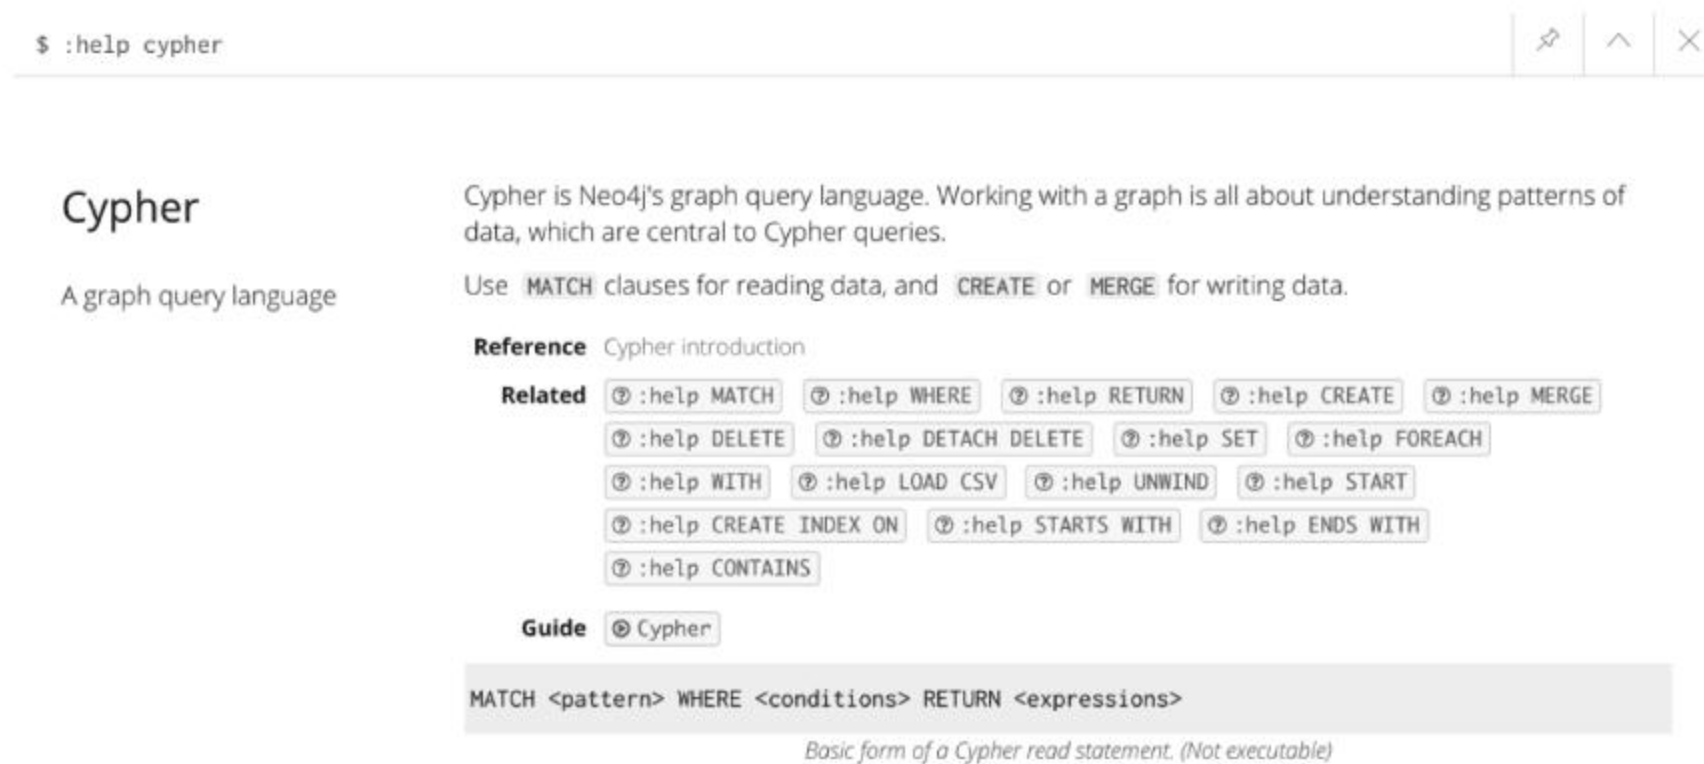 $ :help cypher
Cypher
A graph query language
Cypher is Neo4j's graph query language. Working with a graph is all about understanding patterns of
data, which are central to Cypher queries.
Use MATCH clauses for reading data, and CREATE or MERGE for writing data.
Reference Cypher introduction
Related :help MATCH :help WHERE :help RETURN :help CREATE :help MERGE
:help DELETE :help DETACH DELETE :help SET :help FOREACH
:help WITH :help LOAD CSV :help UNWIND :help START
:help CREATE INDEX ON :help STARTS WITH :help ENDS WITH
:help CONTAINS
Guide Cypher
MATCH <pattern> WHERE <conditions> RETURN <expressions>
Basic form of a Cypher read statement. (Not executable)